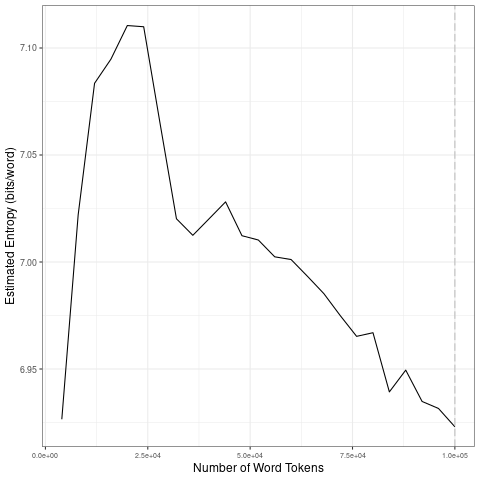 Estimated Entropy (bits/word)
7.10
7.05
7.00
6.95
0.0e+00 2.5e+04 5.0e+04 7.5e+04 1.0e+05
Number of Word Tokens